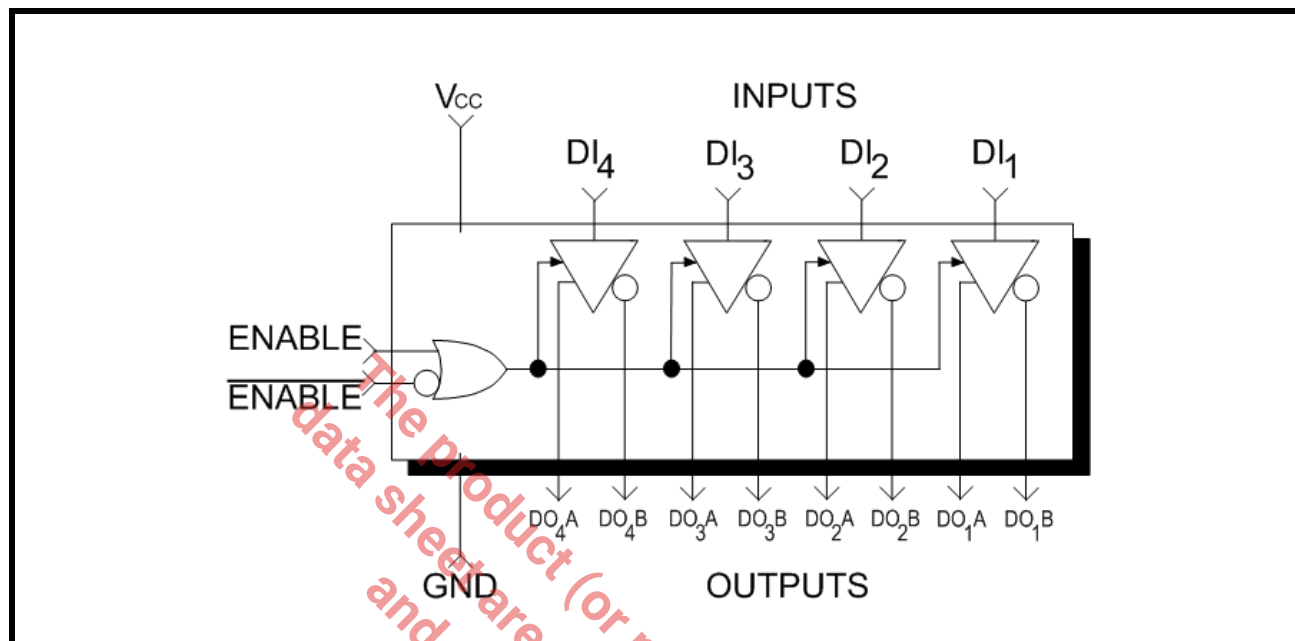 VCC INPUTS
DI4 DI3 DI2 DI1
ENABLE
ENABLE
DO4A DO4B DO3A DO3B DO2A DO2B DO1A DO1B
GND OUTPUTS
The product (or
data sheet are
and